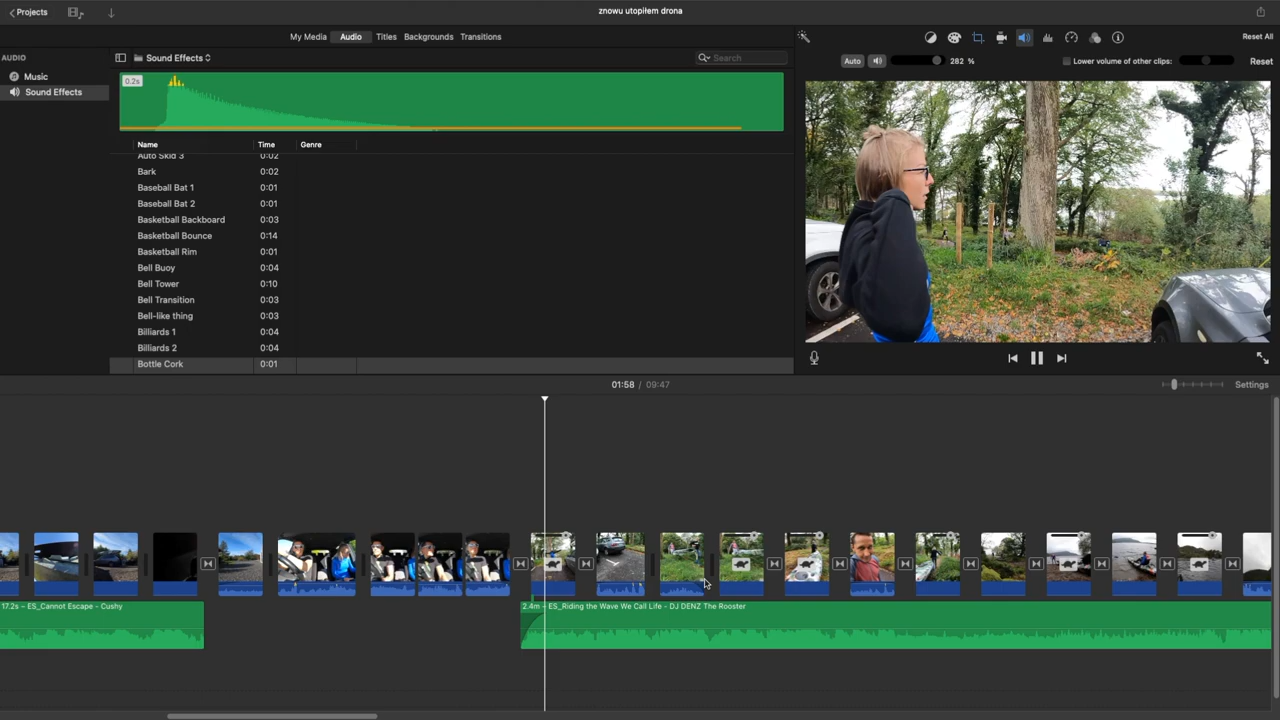 Projects
znowu utopiłem drona
My Media Audio Titles Backgrounds Transitions
Reset All
AUDIO
Sound Effects
Search
Auto
282 %
Lower volume of other clips:
Reset
Music
Sound Effects
0.2s
Name Time Genre
Auto Skid 3 0:02
Bark 0:02
Baseball Bat 1 0:01
Baseball Bat 2 0:01
Basketball Backboard 0:03
Basketball Bounce 0:14
Basketball Rim 0:01
Bell Buoy 0:04
Bell Tower 0:10
Bell Transition 0:03
Bell-like thing 0:03
Billiards 1 0:04
Billiards 2 0:04
Bottle Cork 0:01
01:58 / 09:47
Settings
17.2s – ES_Cannot Escape - Cushy
2.4m – ES_Riding the Wave We Call Life - DJ DENZ The Rooster